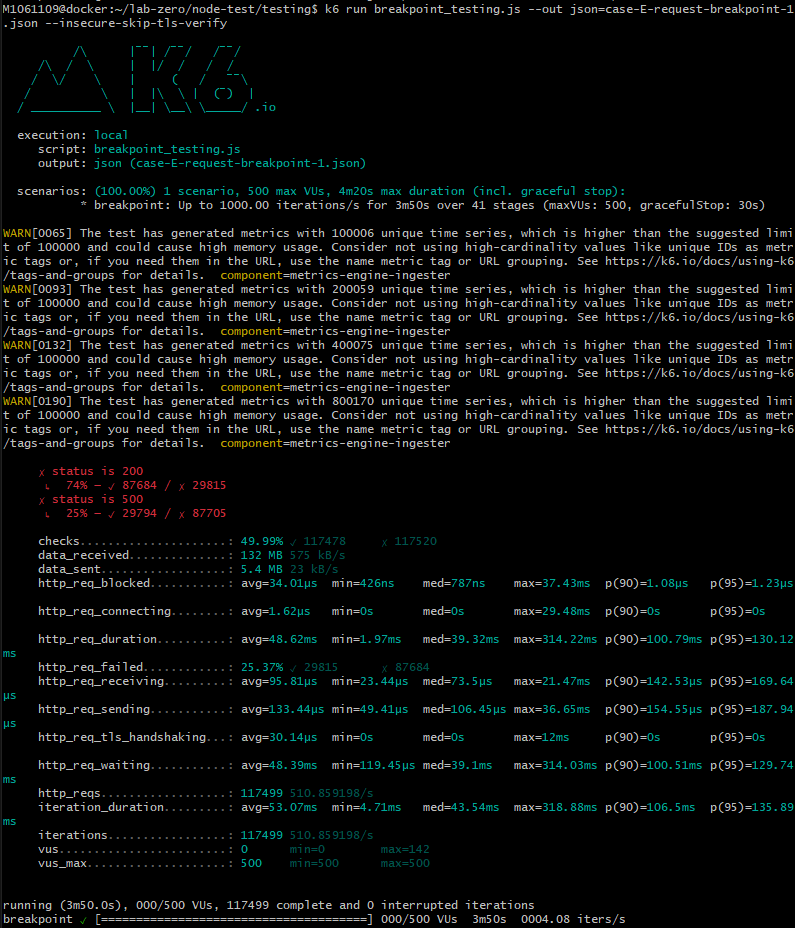 M1061109@docker:~/lab-zero/node-test/testing$ k6 run breakpoint_testing.js --out json=case-E-request-breakpoint-1
.json --insecure-skip-tls-verify
.io
execution: local
script: breakpoint_testing.js
output: json (case-E-request-breakpoint-1.json)
scenarios: (100.00%) 1 scenario, 500 max VUs, 4m20s max duration (incl. graceful stop):
* breakpoint: Up to 1000.00 iterations/s for 3m50s over 41 stages (maxVUs: 500, gracefulStop: 30s)
WARN[0065] The test has generated metrics with 100006 unique time series, which is higher than the suggested limi
t of 100000 and could cause high memory usage. Consider not using high-cardinality values like unique IDs as metr
ic tags or, if you need them in the URL, use the name metric tag or URL grouping. See https://k6.io/docs/using-k6
/tags-and-groups for details.  component=metrics-engine-ingester
WARN[0093] The test has generated metrics with 200059 unique time series, which is higher than the suggested limi
t of 100000 and could cause high memory usage. Consider not using high-cardinality values like unique IDs as metr
ic tags or, if you need them in the URL, use the name metric tag or URL grouping. See https://k6.io/docs/using-k6
/tags-and-groups for details.  component=metrics-engine-ingester
WARN[0132] The test has generated metrics with 400075 unique time series, which is higher than the suggested limi
t of 100000 and could cause high memory usage. Consider not using high-cardinality values like unique IDs as metr
ic tags or, if you need them in the URL, use the name metric tag or URL grouping. See https://k6.io/docs/using-k6
/tags-and-groups for details.  component=metrics-engine-ingester
WARN[0190] The test has generated metrics with 800170 unique time series, which is higher than the suggested limi
t of 100000 and could cause high memory usage. Consider not using high-cardinality values like unique IDs as metr
ic tags or, if you need them in the URL, use the name metric tag or URL grouping. See https://k6.io/docs/using-k6
/tags-and-groups for details.  component=metrics-engine-ingester
✗ status is 200
↳  74% — ✓ 87684 / ✗ 29815
✗ status is 500
↳  25% — ✓ 29794 / ✗ 87705
checks.....................: 49.99% ✓ 117478     ✗ 117520
data_received..............: 132 MB 575 kB/s
data_sent..................: 5.4 MB 23 kB/s
http_req_blocked...........: avg=34.01µs  min=426ns    med=787ns    max=37.43ms  p(90)=1.08µs   p(95)=1.23µs
http_req_connecting........: avg=1.62µs   min=0s       med=0s       max=29.48ms  p(90)=0s       p(95)=0s
http_req_duration..........: avg=48.62ms  min=1.97ms   med=39.32ms  max=314.22ms p(90)=100.79ms p(95)=130.12
ms
http_req_failed............: 25.37% ✓ 29815      ✗ 87684
http_req_receiving.........: avg=95.81µs  min=23.44µs  med=73.5µs   max=21.47ms  p(90)=142.53µs p(95)=169.64
µs
http_req_sending...........: avg=133.44µs min=49.41µs  med=106.45µs max=36.65ms  p(90)=154.55µs p(95)=187.94
µs
http_req_tls_handshaking...: avg=30.14µs  min=0s       med=0s       max=12ms     p(90)=0s       p(95)=0s
http_req_waiting...........: avg=48.39ms  min=119.45µs med=39.1ms   max=314.03ms p(90)=100.51ms p(95)=129.74
ms
http_reqs..................: 117499 510.859198/s
iteration_duration.........: avg=53.07ms  min=4.71ms   med=43.54ms  max=318.88ms p(90)=106.5ms  p(95)=135.89
ms
iterations.................: 117499 510.859198/s
vus........................: 0      min=0        max=142
vus_max....................: 500    min=500      max=500
running (3m50.0s), 000/500 VUs, 117499 complete and 0 interrupted iterations
breakpoint ✓ [======================================] 000/500 VUs  3m50s  0004.08 iters/s